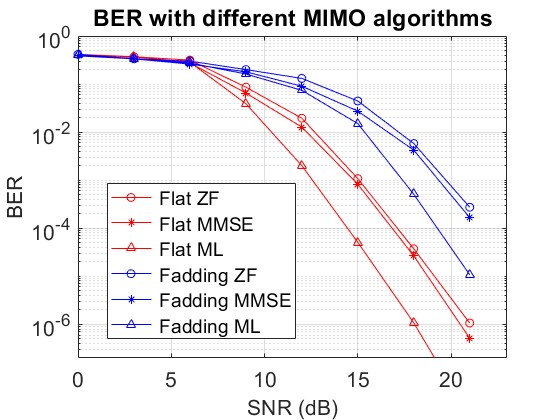 BER with different MIMO algorithms
10^0
10^-2
10^-4
10^-6
BER
Flat ZF
Flat MMSE
Flat ML
Fadding ZF
Fadding MMSE
Fadding ML
0 5 10 15 20
SNR (dB)